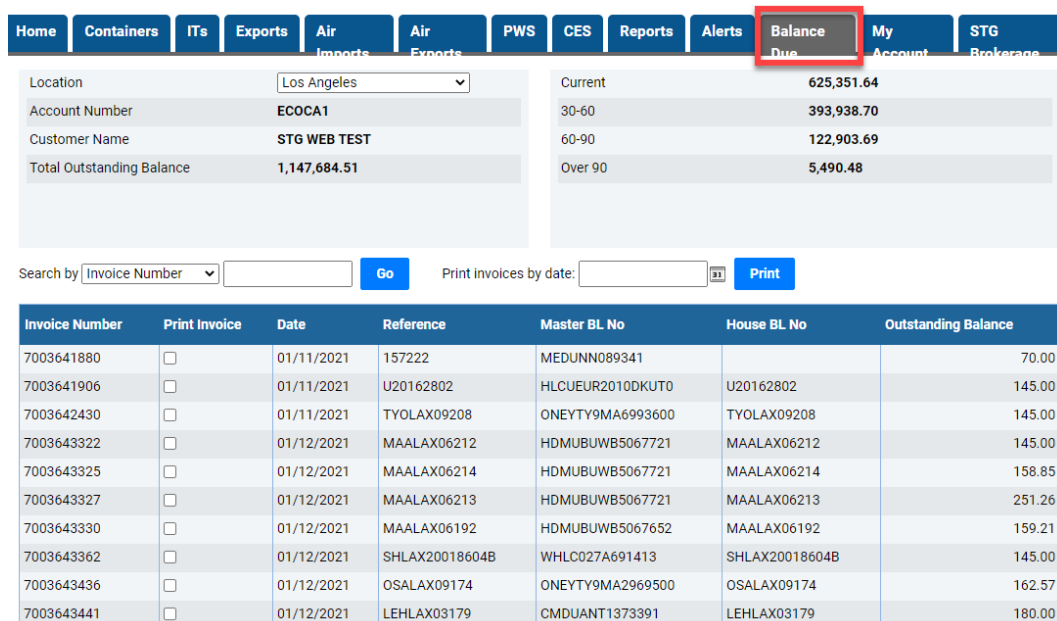 Home Containers ITs Exports Air Imports Air Exports PWS CES Reports Alerts Balance Due My Account STG Brokerage
Location Los Angeles
Account Number ECOCA1
Customer Name STG WEB TEST
Total Outstanding Balance 1,147,684.51
Current 625,351.64
30-60 393,938.70
60-90 122,903.69
Over 90 5,490.48
Search by Invoice Number Go Print invoices by date: 31 Print
Invoice Number Print Invoice Date Reference Master BL No House BL No Outstanding Balance
7003641880 01/11/2021 157222 MEDUNN089341 70.00
7003641906 01/11/2021 U20162802 HLCUEUR2010DKUT0 U20162802 145.00
7003642430 01/11/2021 TYOLAX09208 ONEYTY9MA6993600 TYOLAX09208 145.00
7003643322 01/12/2021 MAALAX06212 HDMUBUWB5067721 MAALAX06212 145.00
7003643325 01/12/2021 MAALAX06214 HDMUBUWB5067721 MAALAX06214 158.85
7003643327 01/12/2021 MAALAX06213 HDMUBUWB5067721 MAALAX06213 251.26
7003643330 01/12/2021 MAALAX06192 HDMUBUWB5067652 MAALAX06192 159.21
7003643362 01/12/2021 SHLAX20018604B WHLC027A691413 SHLAX20018604B 145.00
7003643436 01/12/2021 OSALAX09174 ONEYTY9MA2969500 OSALAX09174 162.57
7003643441 01/12/2021 LEHLAX03179 CMDUANT1373391 LEHLAX03179 180.00